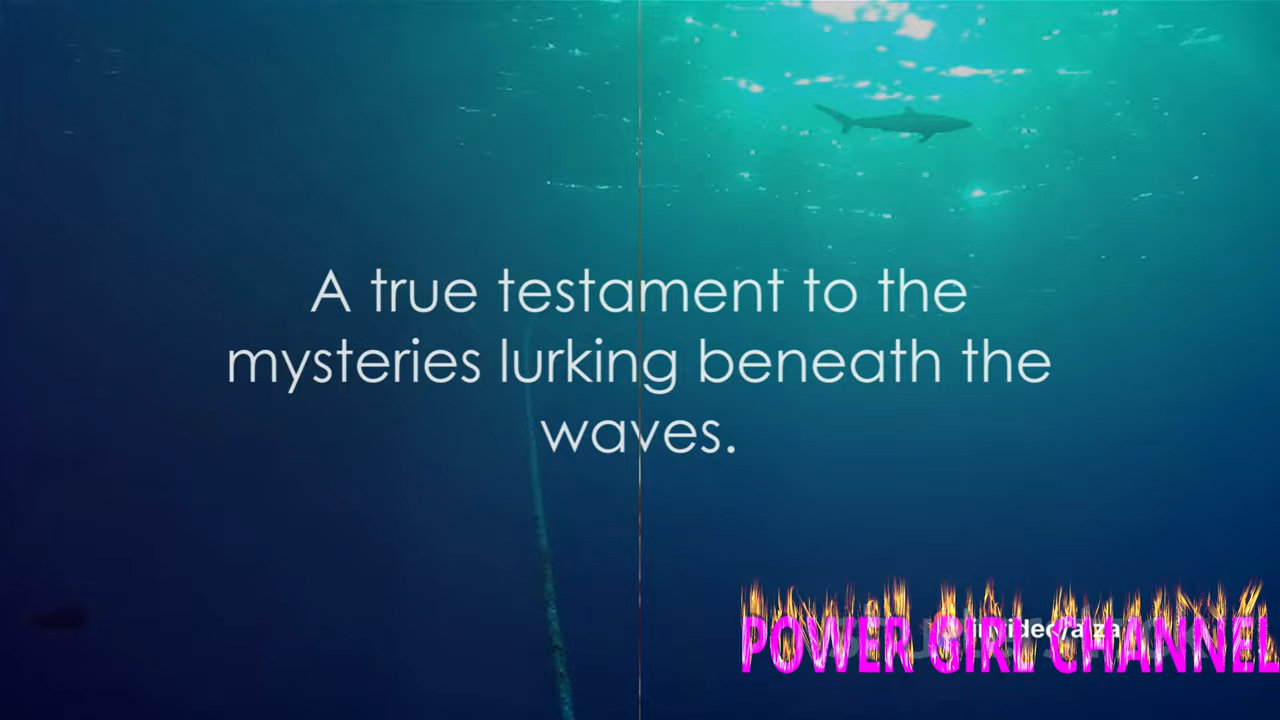 A true testament to the
mysteries lurking beneath the
waves.
POWER GIRL CHANNEL